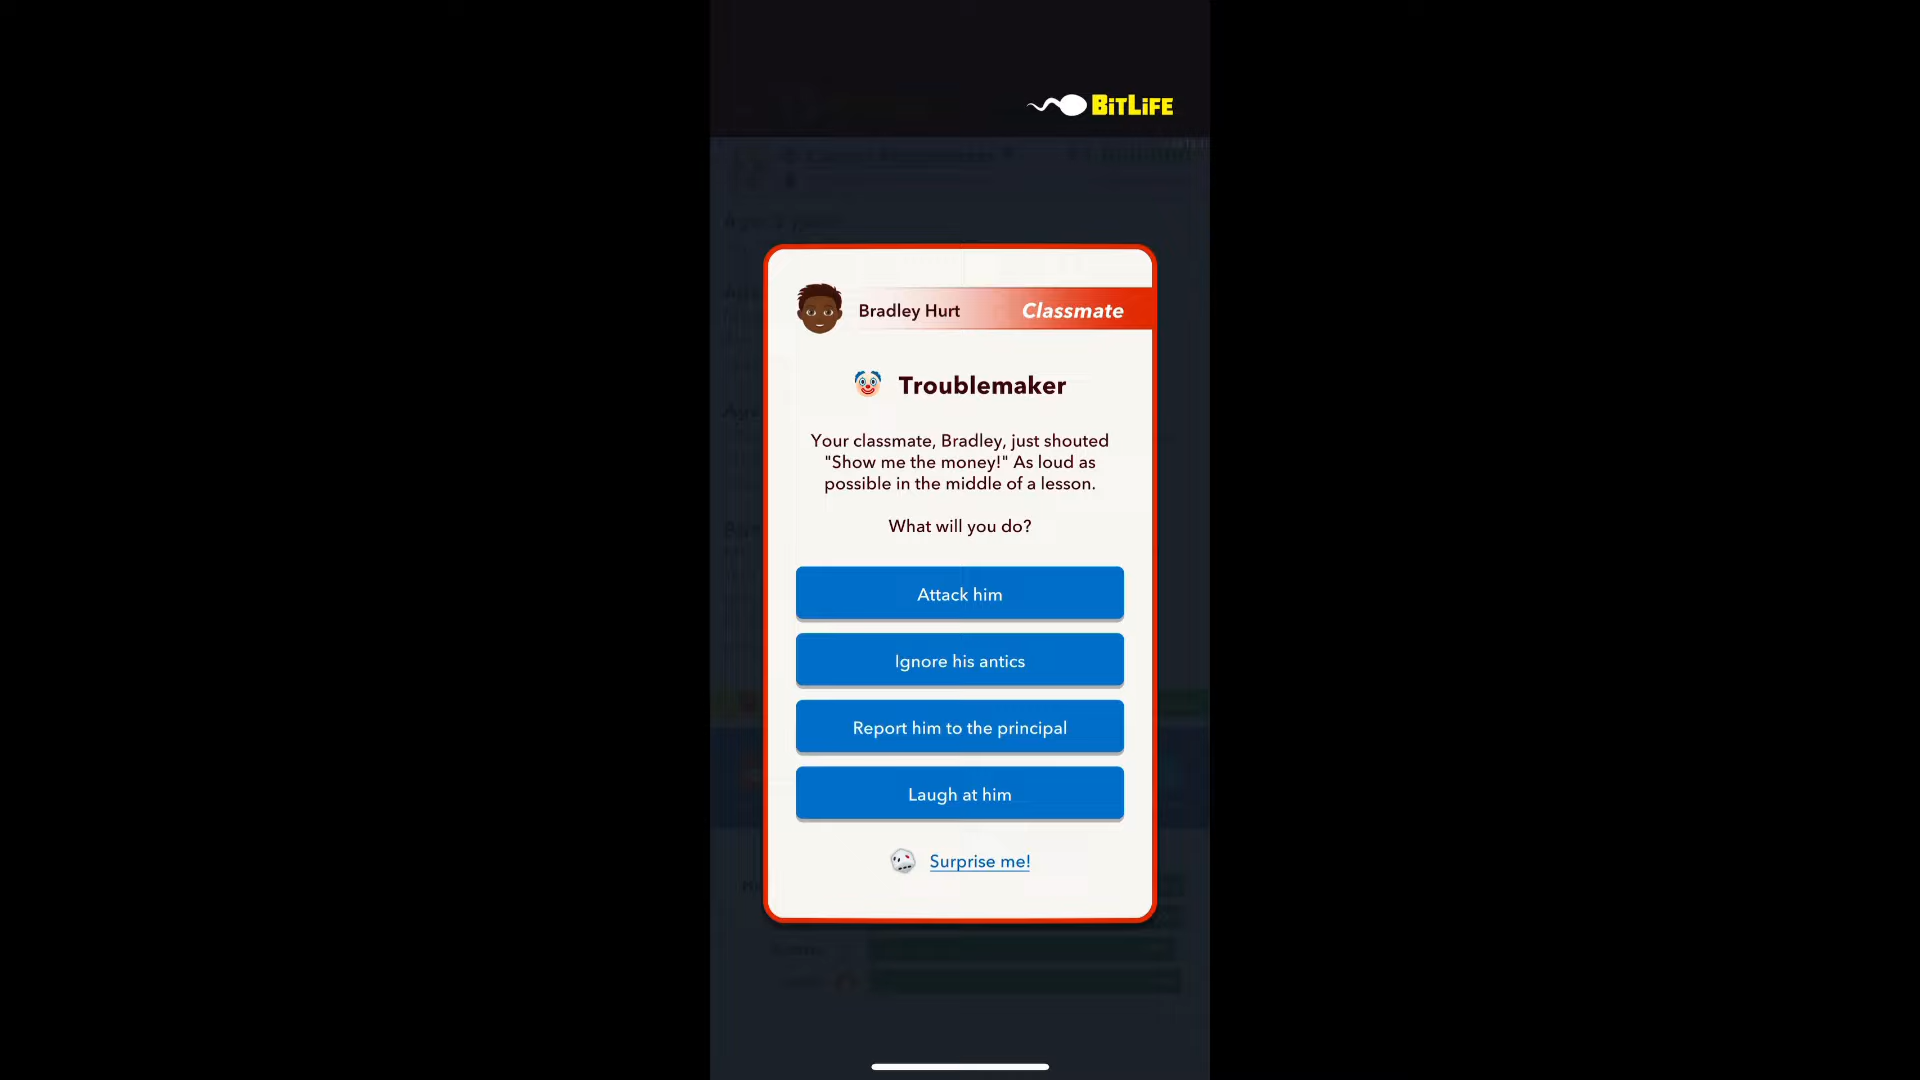 BITLIFE
Bradley Hurt
Classmate
Troublemaker
Your classmate, Bradley, just shouted
"Show me the money!" As loud as
possible in the middle of a lesson.
What will you do?
Attack him
Ignore his antics
Report him to the principal
Laugh at him
Surprise me!